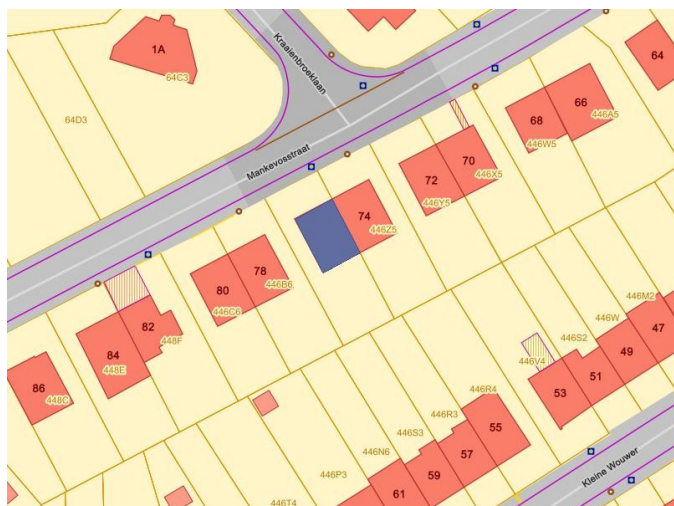 1A
64C3
Kraaienbroeklaan
64
64D3
66
68
446A5
446W5
Mankevosstraat
70
72
446X5
446Y5
74
446Z5
78
80
446B6
446C6
82
84
448F
448E
86
448C
446M2
446W
47
446S2
49
446V4
51
53
446R4
446R3
55
446S3
446N6
57
446P3
59
61
446T4
Kleine Wouwer